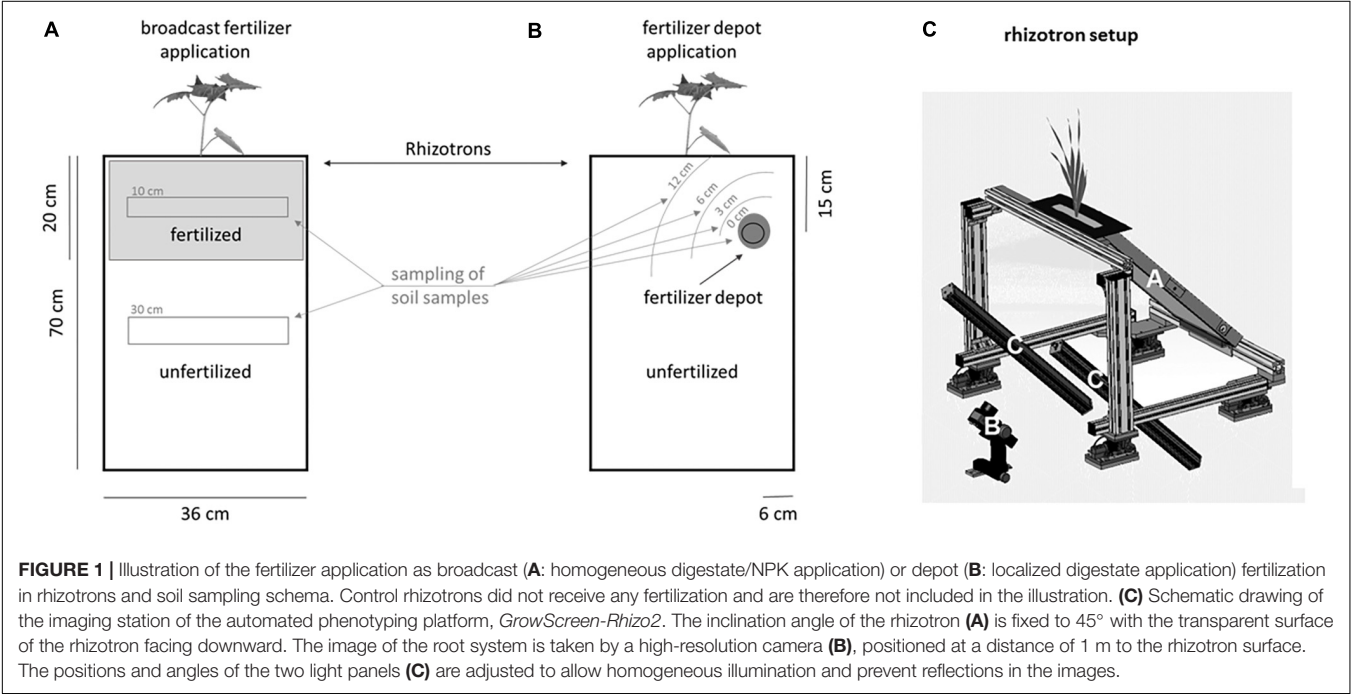 A
broadcast fertilizer
application
B
fertilizer depot
application
C
rhizotron setup
Rhizotrons
20 cm
70 cm
10 cm
fertilized
30 cm
unfertilized
36 cm
sampling of
soil samples
12 cm
6 cm
3 cm
0 cm
fertilizer depot
unfertilized
15 cm
6 cm
A
C
C
B
FIGURE 1 | Illustration of the fertilizer application as broadcast (A: homogeneous digestate/NPK application) or depot (B: localized digestate application) fertilization
in rhizotrons and soil sampling schema. Control rhizotrons did not receive any fertilization and are therefore not included in the illustration. (C) Schematic drawing of
the imaging station of the automated phenotyping platform, GrowScreen-Rhizo2. The inclination angle of the rhizotron (A) is fixed to 45° with the transparent surface
of the rhizotron facing downward. The image of the root system is taken by a high-resolution camera (B), positioned at a distance of 1 m to the rhizotron surface.
The positions and angles of the two light panels (C) are adjusted to allow homogeneous illumination and prevent reflections in the images.